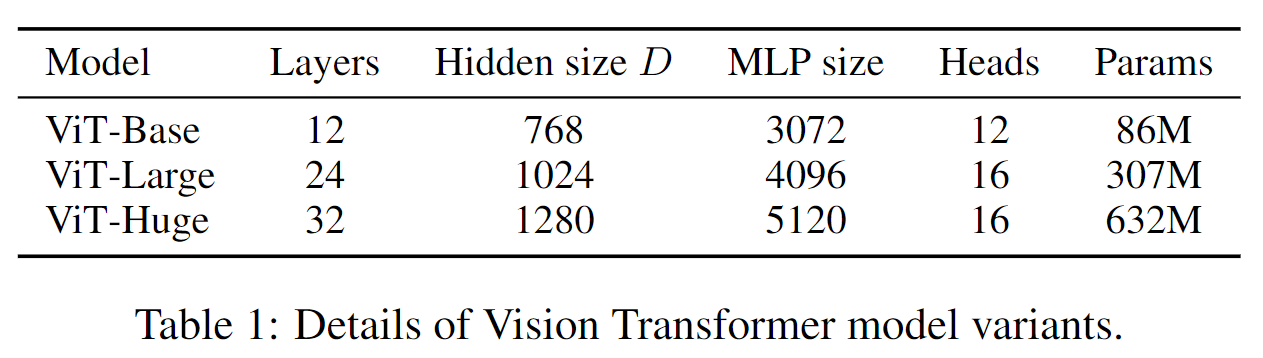 Model Layers Hidden size D MLP size Heads Params
ViT-Base 12 768 3072 12 86M
ViT-Large 24 1024 4096 16 307M
ViT-Huge 32 1280 5120 16 632M
Table 1: Details of Vision Transformer model variants.